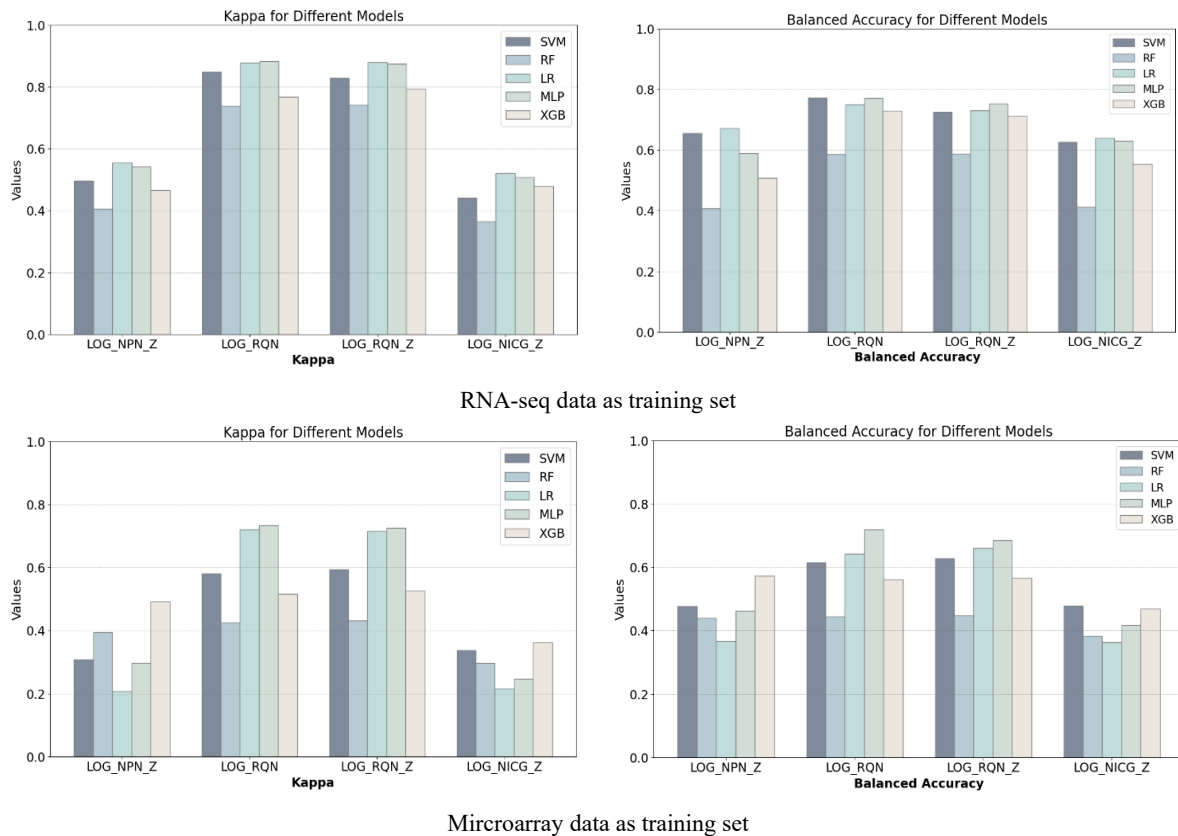 Kappa for Different Models
1.0
0.8
0.6
0.4
0.2
0.0
Values
SVM
RF
LR
MLP
XGB
LOG_NPN_Z LOG_RQN LOG_RQN_Z LOG_NICG_Z
Kappa
Balanced Accuracy for Different Models
1.0
0.8
0.6
0.4
0.2
0.0
Values
SVM
RF
LR
MLP
XGB
LOG_NPN_Z LOG_RQN LOG_RQN_Z LOG_NICG_Z
Balanced Accuracy
RNA-seq data as training set
Kappa for Different Models
1.0
0.8
0.6
0.4
0.2
0.0
Values
SVM
RF
LR
MLP
XGB
LOG_NPN_Z LOG_RQN LOG_RQN_Z LOG_NICG_Z
Kappa
Balanced Accuracy for Different Models
1.0
0.8
0.6
0.4
0.2
0.0
Values
SVM
RF
LR
MLP
XGB
LOG_NPN_Z LOG_RQN LOG_RQN_Z LOG_NICG_Z
Balanced Accuracy
Mircroarray data as training set